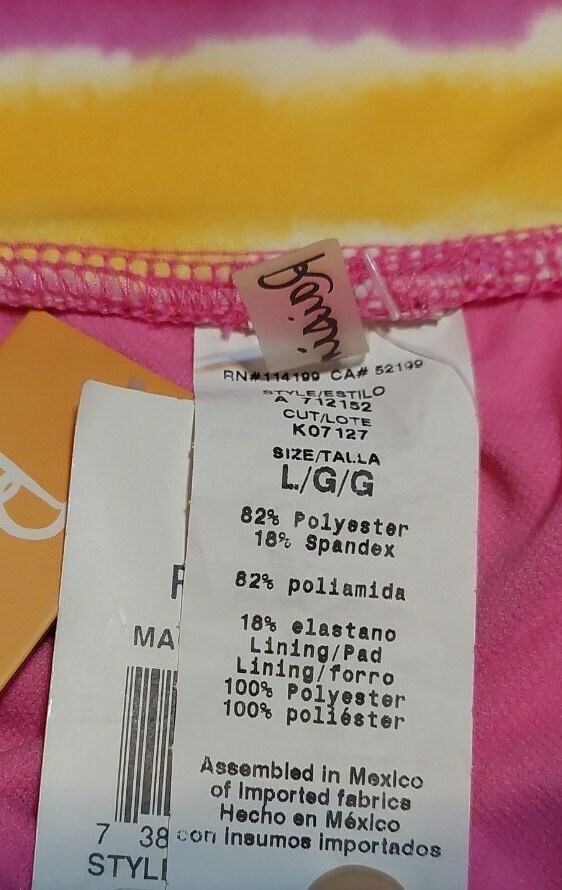 RN#114199 CA# 52199
STYLE/ESTILO
A 712152
CUT/LOTE
K07127
SIZE/TALLA
L/G/G
82% Polyester
18% Spandex
82% poliamida
18% elastano
Lining/Pad
Lining/forro
100% Polyester
100% poliéster
Assembled in Mexico
of Imported fabrics
Hecho en México
con Insumos importados
MA
7 38
STYL